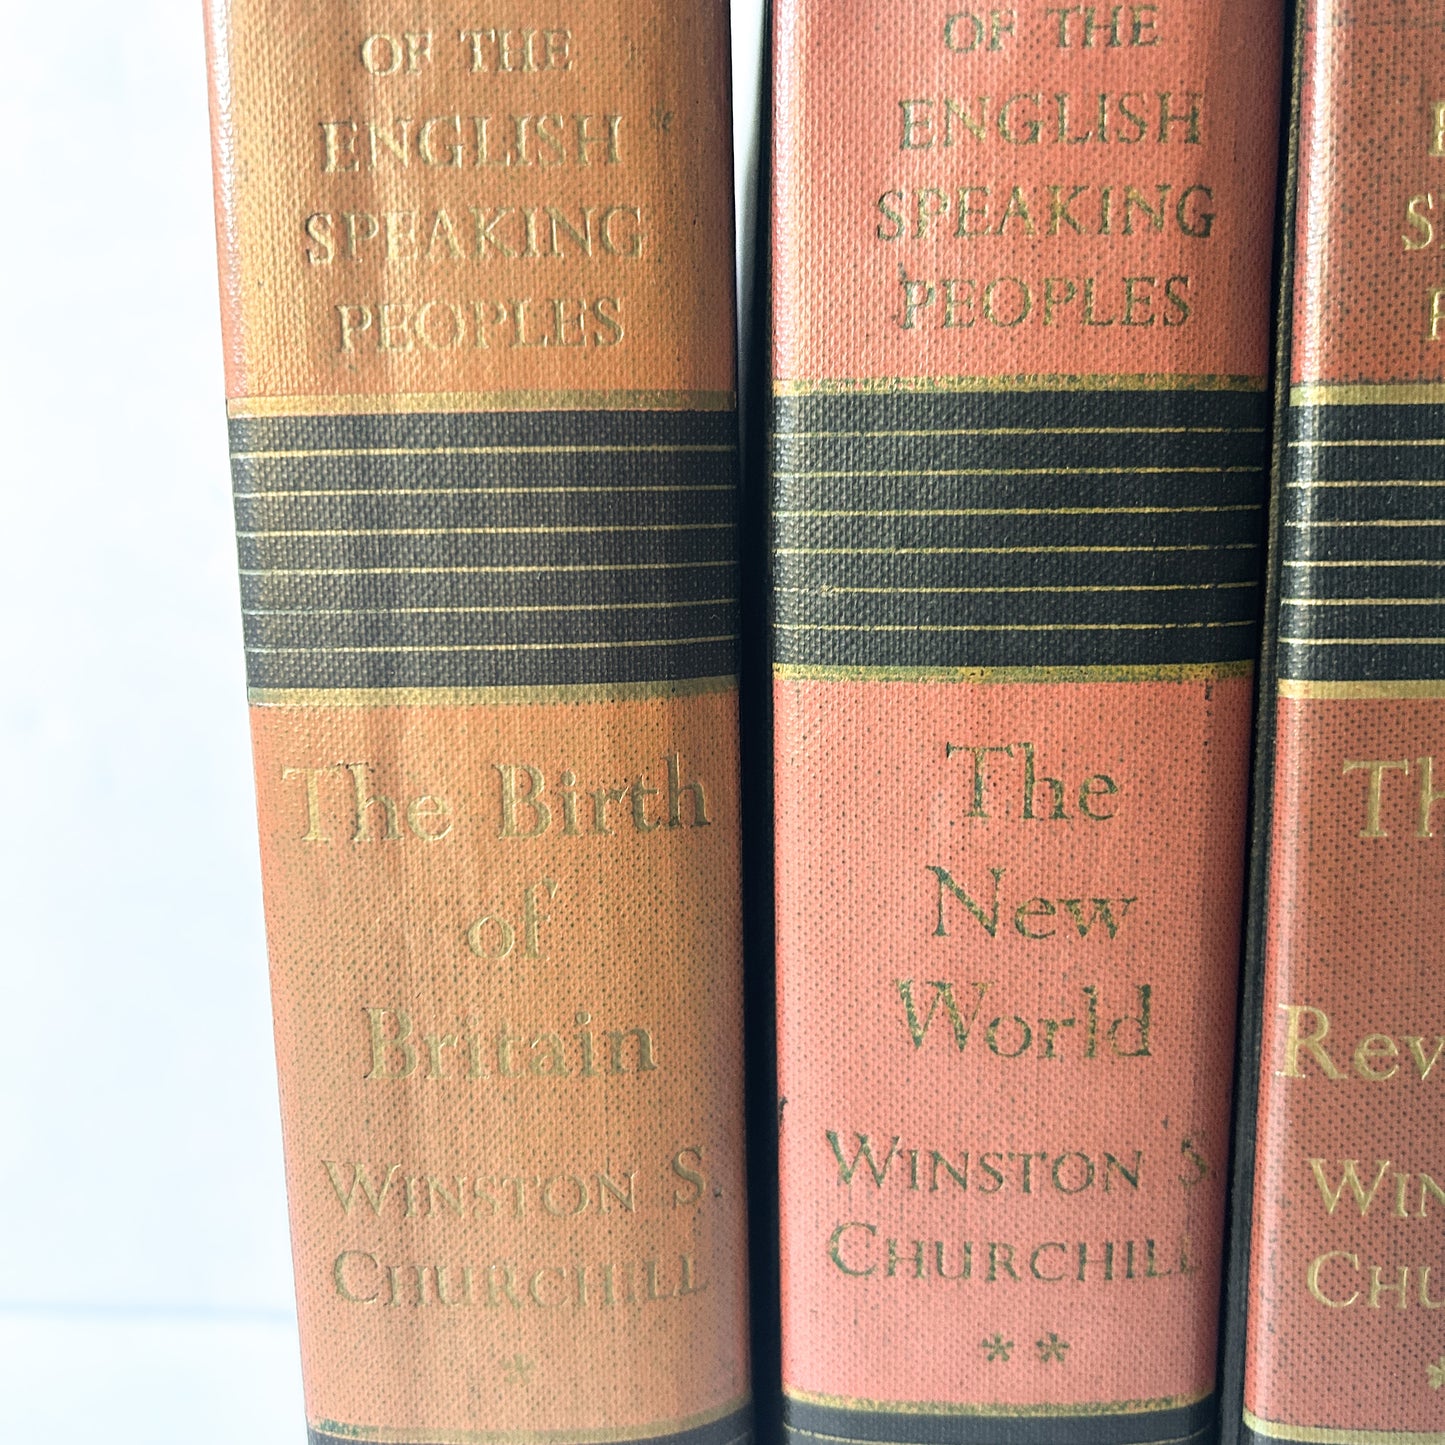 OF THE
ENGLISH
SPEAKING
PEOPLES
The Birth
of
Britain
WINSTON S.
CHURCHILL
*
OF THE
ENGLISH
SPEAKING
PEOPLES
The
New
World
WINSTON S
CHURCHILL
**